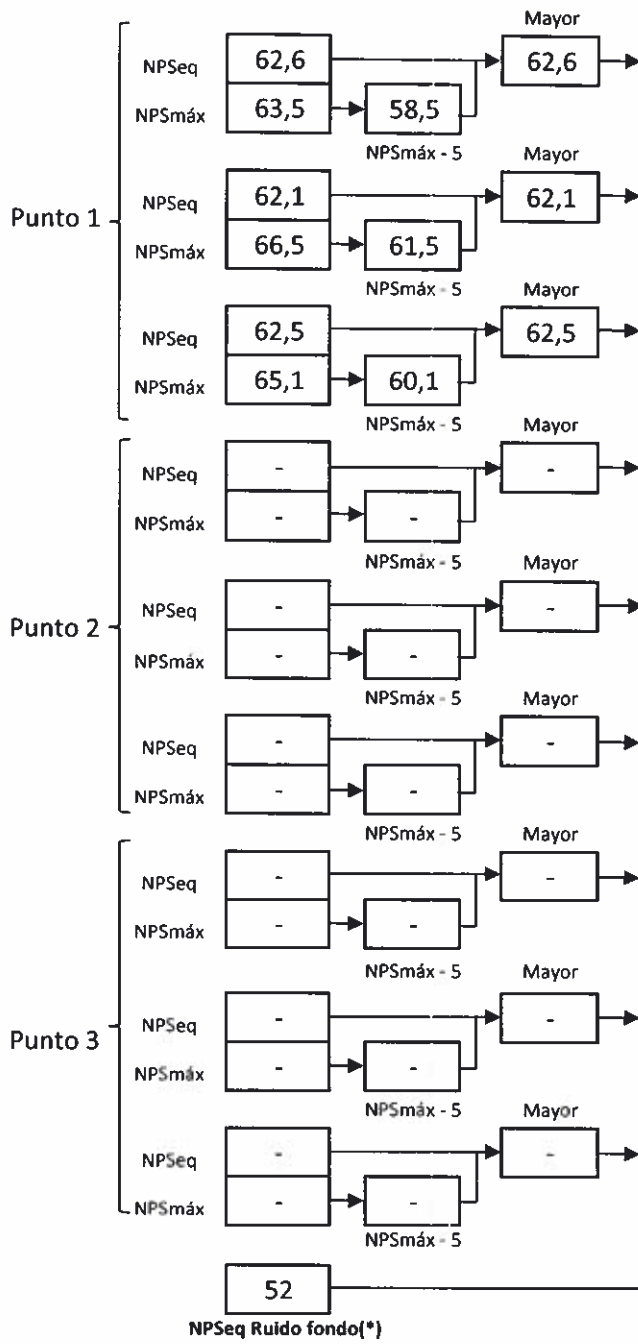 Mayor
NPSeq 62,6 62,6
NPSmáx 63,5 58,5
NPSmáx - 5
Mayor
Punto 1
NPSeq 62,1 62,1
NPSmáx 66,5 61,5
NPSmáx - 5
Mayor
NPSeq 62,5 62,5
NPSmáx 65,1 60,1
NPSmáx - 5
Mayor
NPSeq - -
NPSmáx - -
NPSmáx - 5
Mayor
Punto 2
NPSeq - -
NPSmáx - -
NPSmáx - 5
Mayor
NPSeq - -
NPSmáx - -
NPSmáx - 5
Mayor
NPSeq - -
NPSmáx - -
NPSmáx - 5
Mayor
Punto 3
NPSeq - -
NPSmáx - -
NPSmáx - 5
Mayor
NPSeq - -
NPSmáx - -
NPSmáx - 5
52
NPSeq Ruido fondo(*)